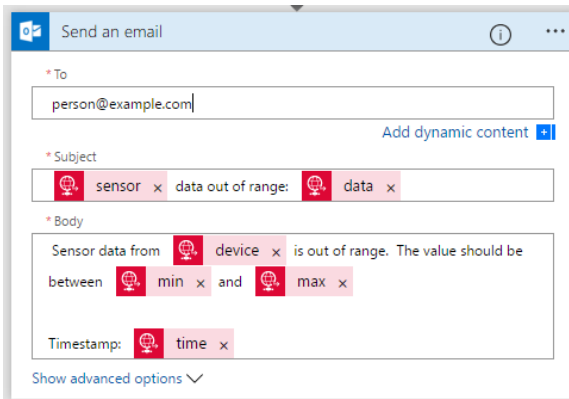 Send an email
* To
person@example.com
Add dynamic content
* Subject
sensor × data out of range: data ×
* Body
Sensor data from device × is out of range. The value should be
between min × and max ×
Timestamp: time ×
Show advanced options